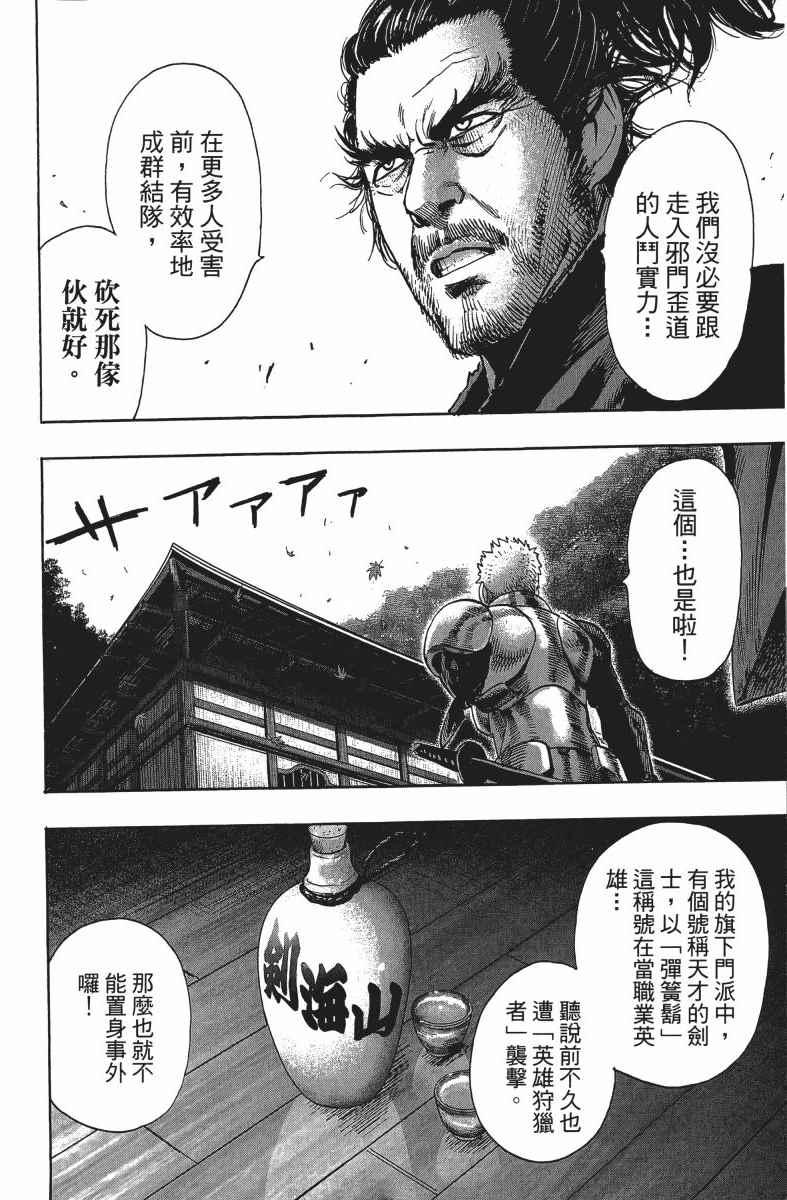 我們沒必要跟
走入邪門歪道
的人鬥實力…
在更多人受害
前，有效率地
成群結隊，
砍死那傢
伙就好。
ザァァァァ
這個…也是啦！
我的旗下門派中，
有個號稱天才的劍
士，以「彈簧鬍」
這稱號在當職業英
雄…
聽說前不久也
遭「英雄狩獵
者」襲擊。
那麼也就不
能置身事外
囉！
劍海山